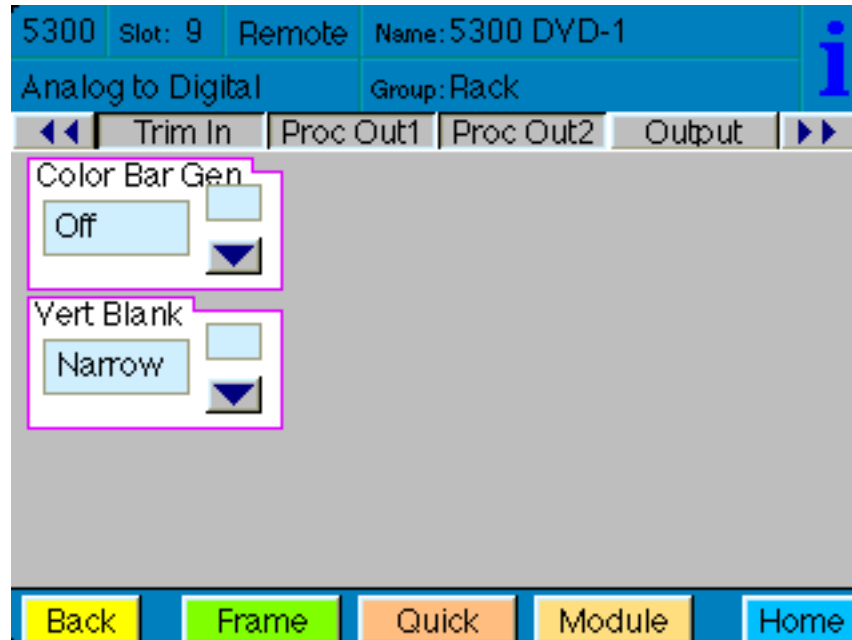 5300 Slot: 9 Remote Name: 5300 DVD-1
Analog to Digital Group: Rack
i
Trim In Proc Out1 Proc Out2 Output
Color Bar Gen
Off
Vert Blank
Narrow
Back Frame Quick Module Home